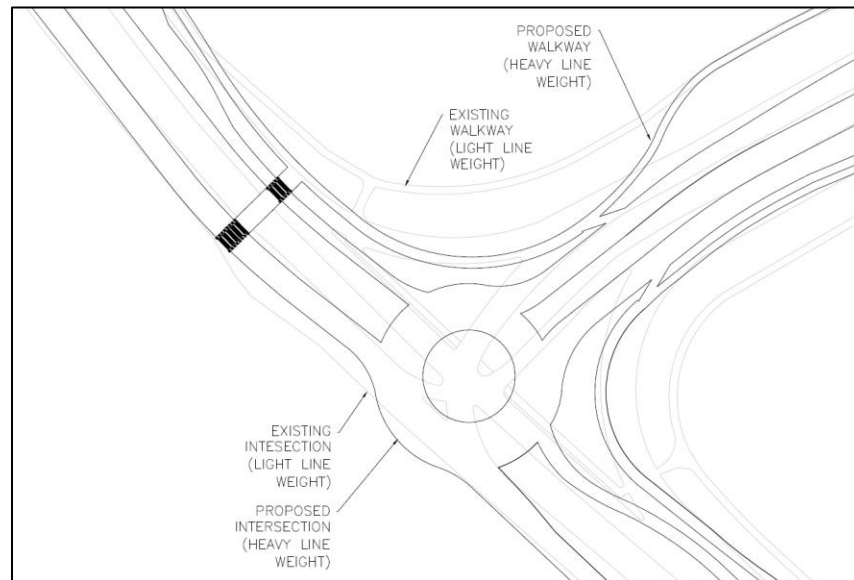 PROPOSED
WALKWAY
(HEAVY LINE
WEIGHT)
EXISTING
WALKWAY
(LIGHT LINE
WEIGHT)
EXISTING
INTESECTION
(LIGHT LINE
WEIGHT)
PROPOSED
INTERSECTION
(HEAVY LINE
WEIGHT)